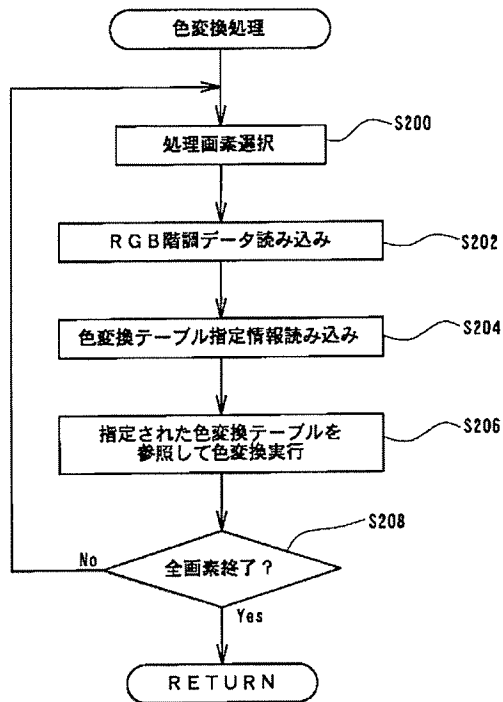 色変換処理
S200
処理画素選択
RGB階調データ読み込み
S202
色変換テーブル指定情報読み込み
S204
指定された色変換テーブルを
参照して色変換実行
S206
S208
全画素終了?
No
Yes
RETURN